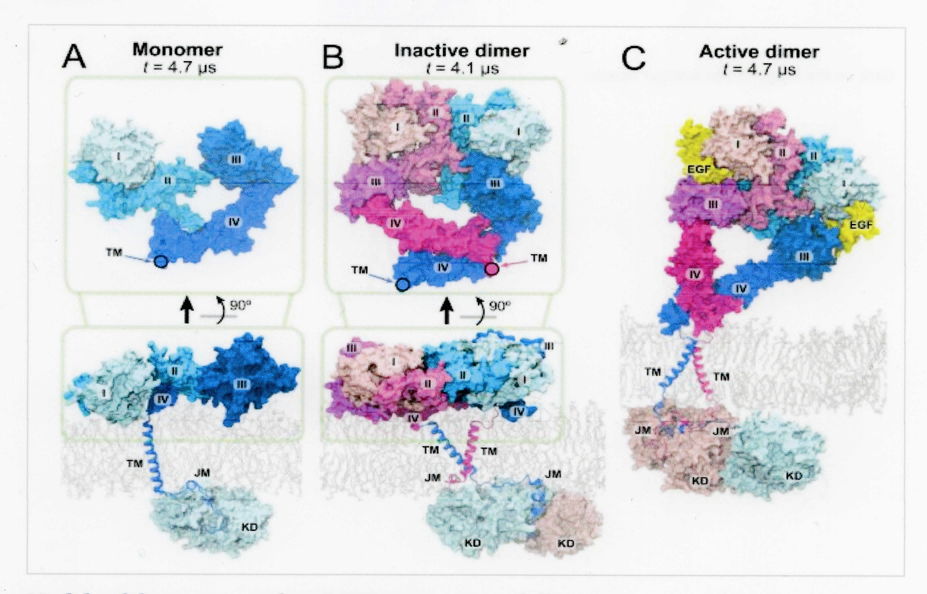 A
Monomer
t = 4.7 µs
B
Inactive dimer
t = 4.1 µs
C
Active dimer
t = 4.7 µs
I
II
III
IV
TM
90°
I
II
III
IV
TM
JM
KD
I
II
II
I
III
III
IV
IV
TM
TM
90°
III
I
II
II
I
III
IV
IV
TM
TM
JM
JM
KD
KD
EGF
I
II
II
I
III
EGF
III
IV
IV
TM
TM
JM
JM
KD
KD